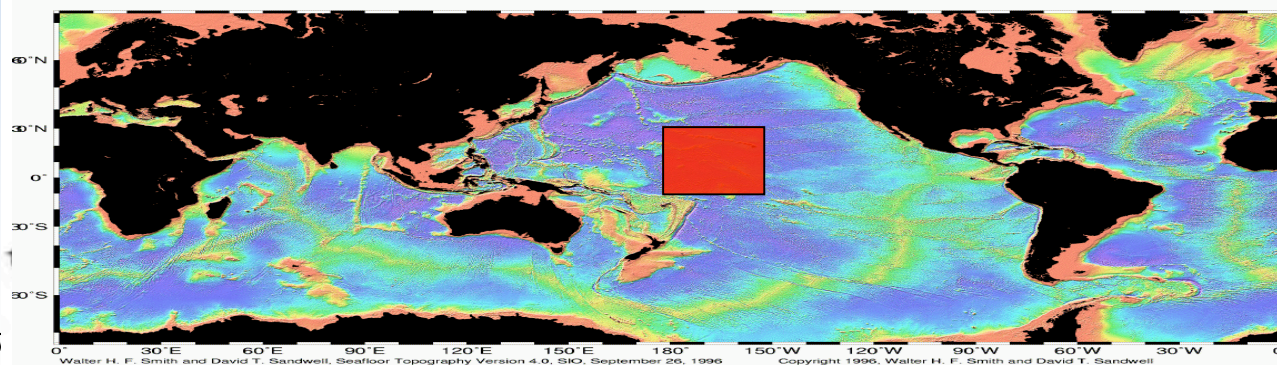 60°N
30°N
0°
30°S
60°S
0° 30°E 60°E 90°E 120°E 150°E 180° 150°W 120°W 90°W 60°W 30°W
Walter H. F. Smith and David T. Sandwell, Seafloor Topography Version 4.0, SIO, September 26, 1996 Copyright 1996, Walter H. F. Smith and David T. Sandwell